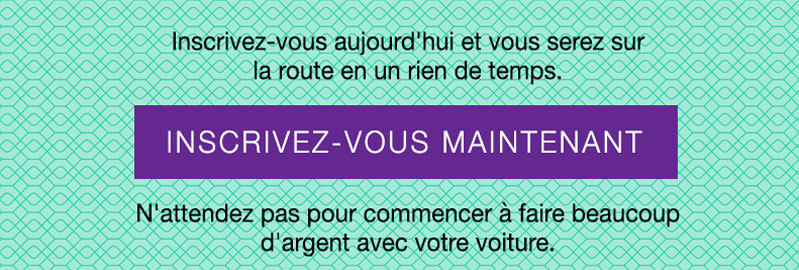 Inscrivez-vous aujourd'hui et vous serez sur
la route en un rien de temps.
INSCRIVEZ-VOUS MAINTENANT
N'attendez pas pour commencer à faire beaucoup
d'argent avec votre voiture.